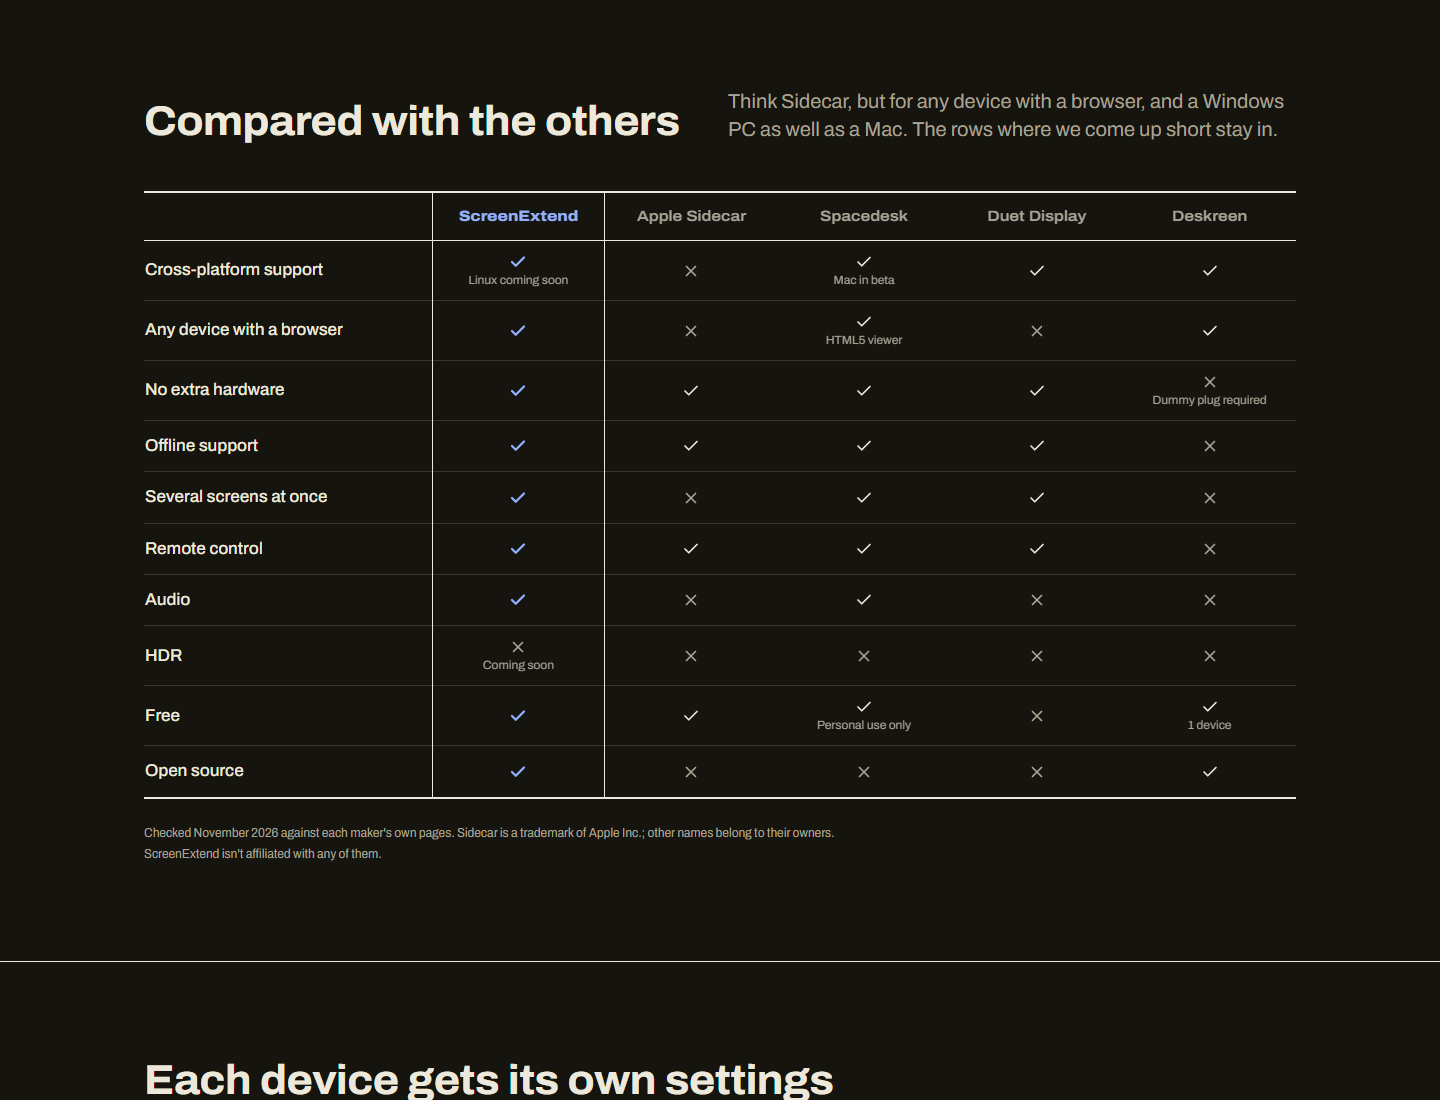 Compared with the others
Think Sidecar, but for any device with a browser, and a Windows
PC as well as a Mac. The rows where we come up short stay in.
ScreenExtend Apple Sidecar Spacedesk Duet Display Deskreen
Cross-platform support
Linux coming soon
Mac in beta
Any device with a browser
HTML5 viewer
No extra hardware
Dummy plug required
Offline support
Several screens at once
Remote control
Audio
HDR
Coming soon
Free
Personal use only
1 device
Open source
Checked November 2026 against each maker's own pages. Sidecar is a trademark of Apple Inc.; other names belong to their owners.
ScreenExtend isn't affiliated with any of them.
Each device gets its own settings